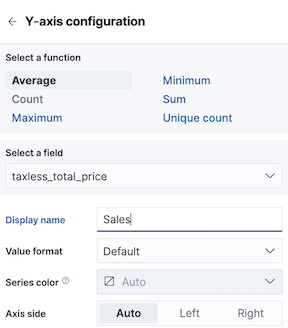 Y-axis configuration
Select a function
Average Minimum
Count Sum
Maximum Unique count
Select a field
taxless_total_price
Display name Sales
Value format Default
Series color Auto
Axis side Auto Left Right